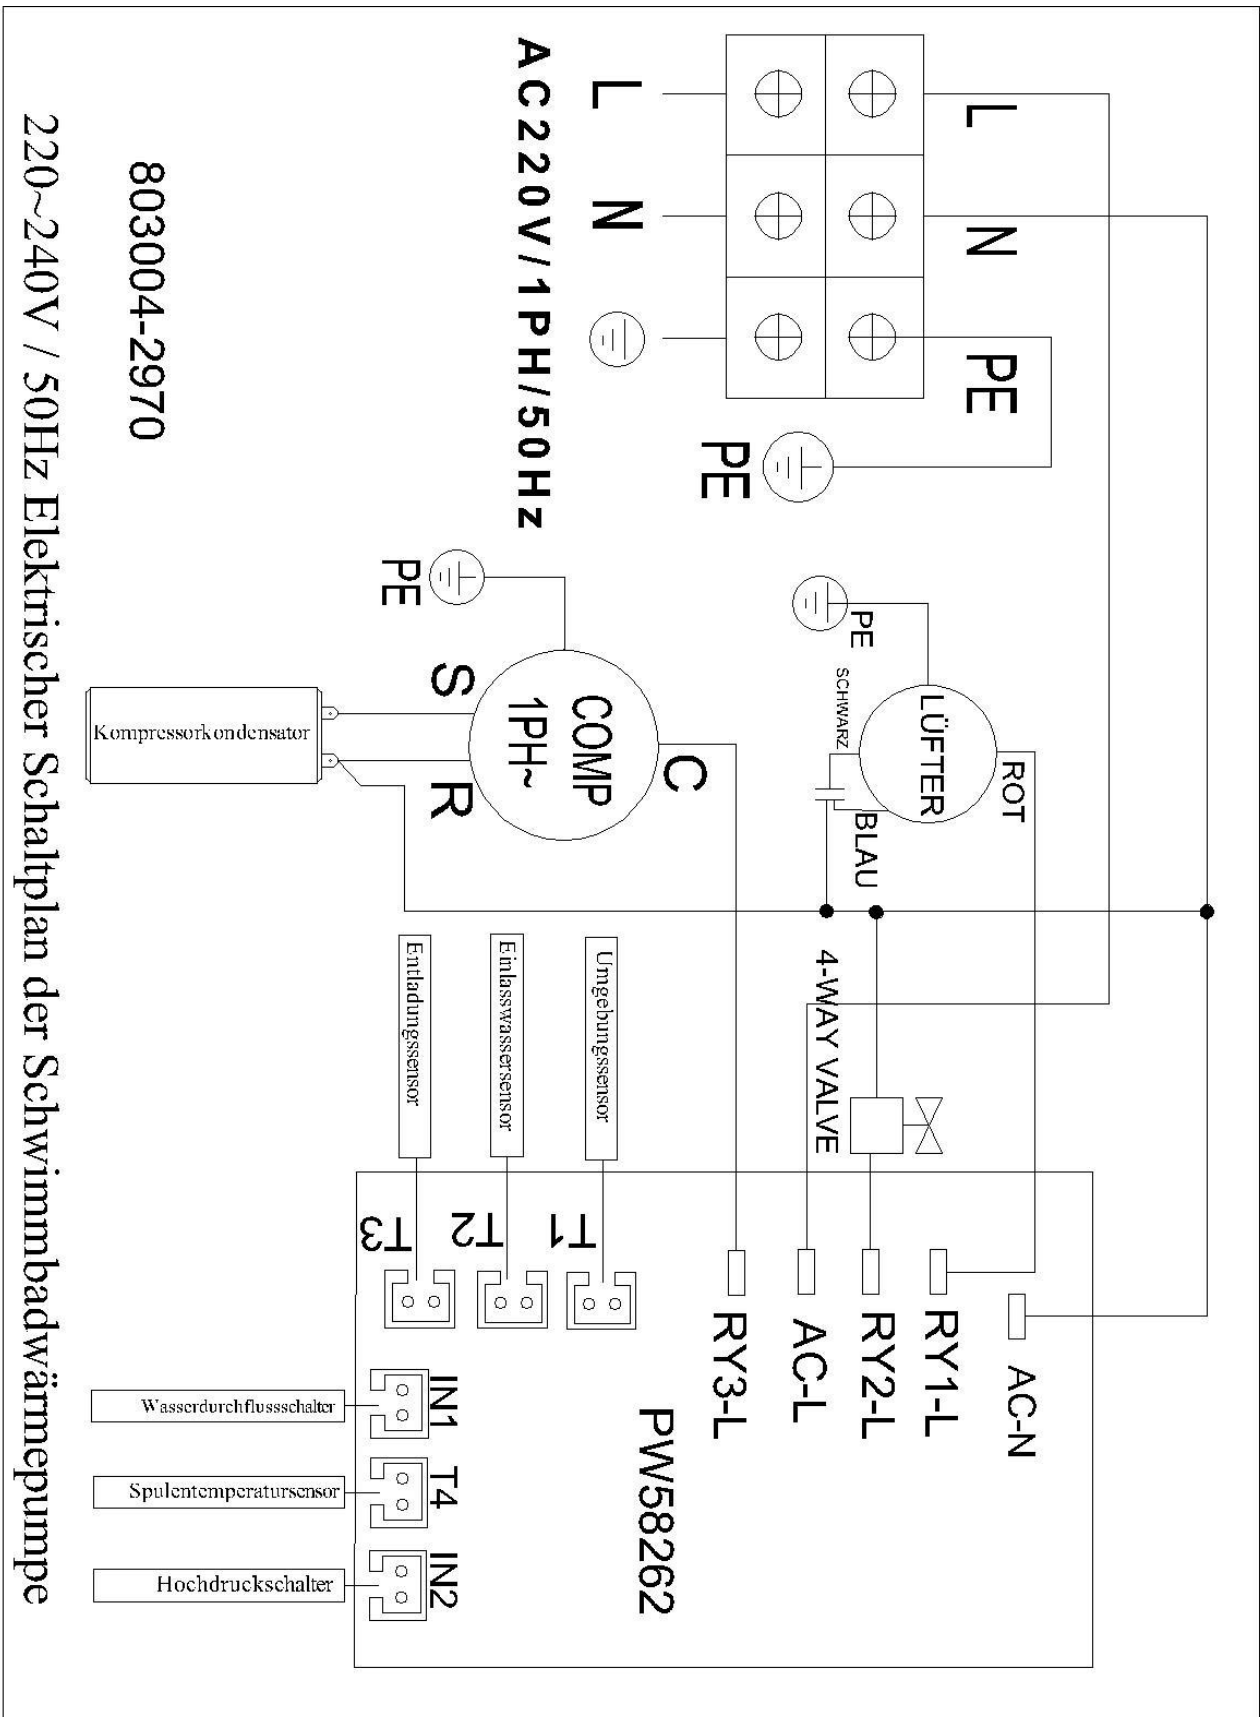 L
N
PE
L
N
AC220V/1PH/50Hz
PE
PE
LÜFTER
ROT
SCHWARZ
BLAU
PE
COMP
1PH~
C
S
R
Kompressorkondensator
4-WAY VALVE
Umgebungssensor
Einlasswassersensor
Entladungssensor
T1
T2
T3
AC-N
RY1-L
RY2-L
AC-L
RY3-L
PW58262
IN1
T4
IN2
Wasserdurchflussschalter
Spulentemperatursensor
Hochdruckschalter
803004-2970
220~240V / 50Hz Elektrischer Schaltplan der Schwimmbadwärmepumpe